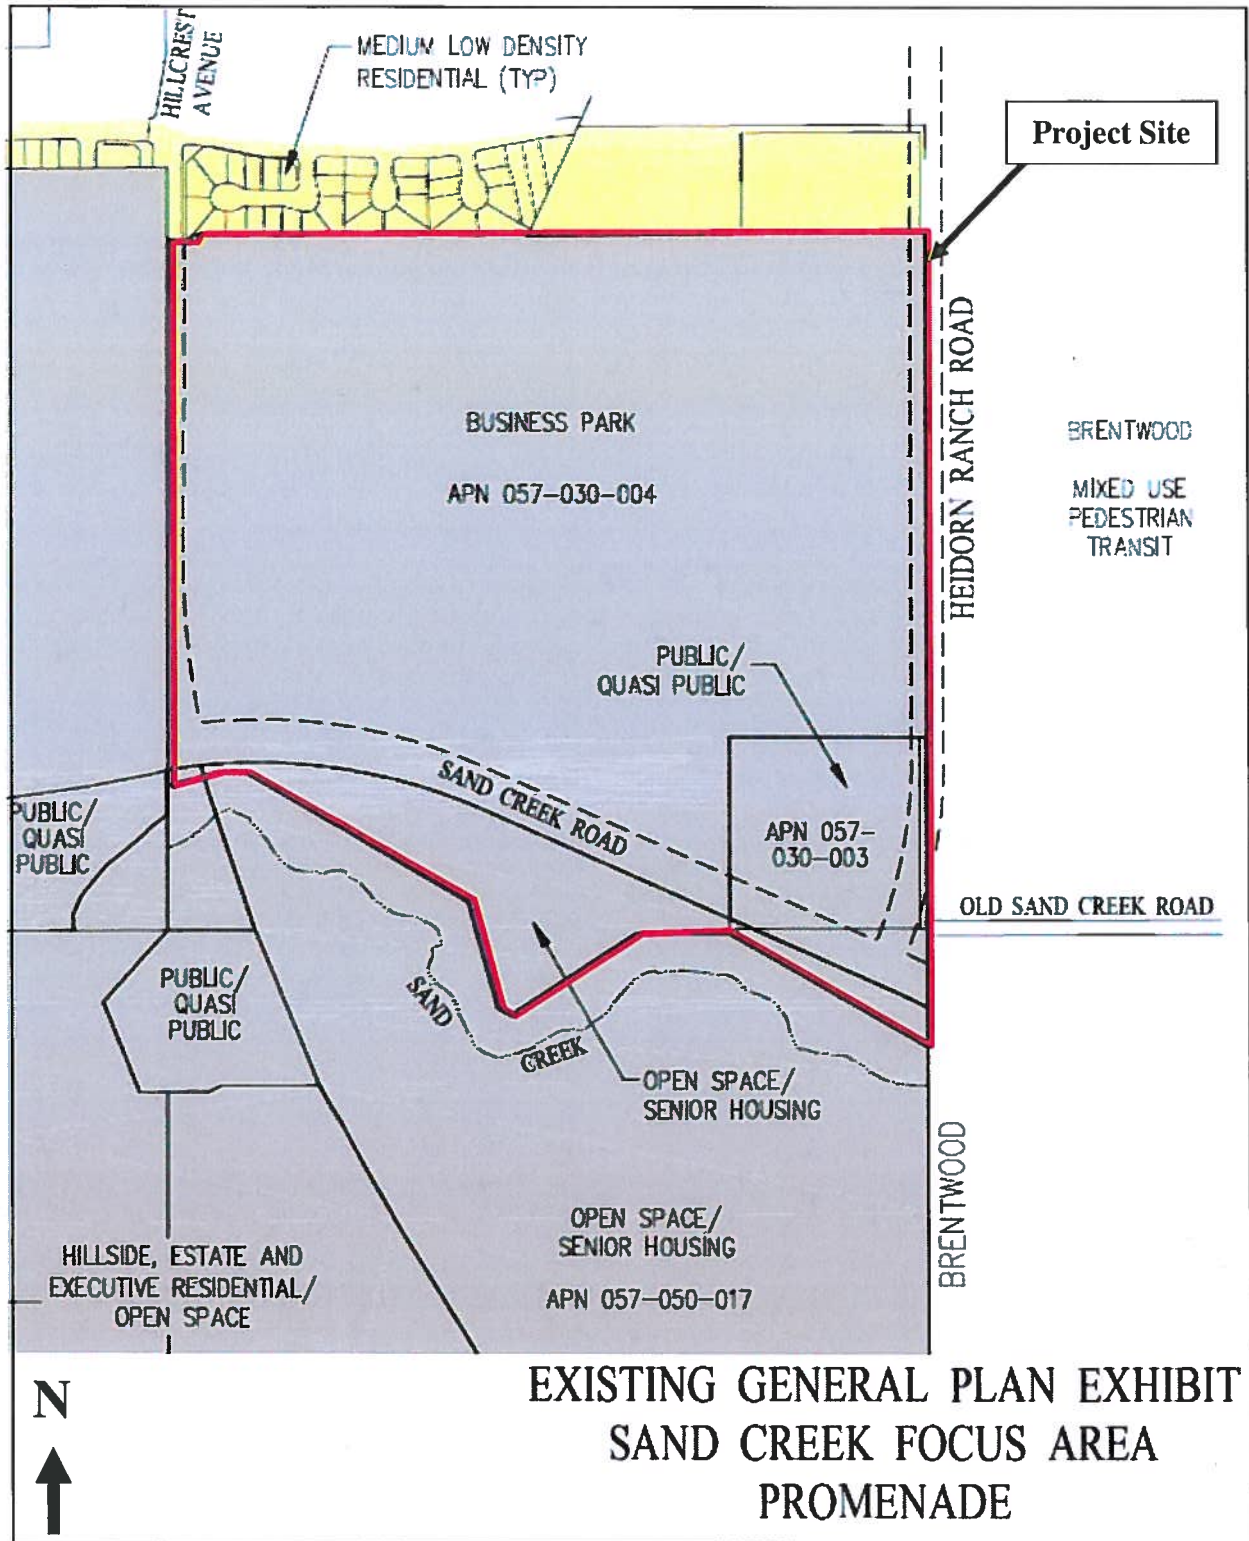 HILLCREST
AVENUE
MEDIUM LOW DENSITY
RESIDENTIAL (TYP)
Project Site
BUSINESS PARK
APN 057-030-004
HEIDORN RANCH ROAD
BRENTWOOD
MIXED USE
PEDESTRIAN
TRANSIT
PUBLIC/
QUASI PUBLIC
SAND CREEK ROAD
APN 057-
030-003
PUBLIC/
QUASI
PUBLIC
OLD SAND CREEK ROAD
PUBLIC/
QUASI
PUBLIC
SAND
CREEK
OPEN SPACE/
SENIOR HOUSING
BRENTWOOD
OPEN SPACE/
SENIOR HOUSING
APN 057-050-017
HILLSIDE, ESTATE AND
EXECUTIVE RESIDENTIAL/
OPEN SPACE
N
EXISTING GENERAL PLAN EXHIBIT
SAND CREEK FOCUS AREA
PROMENADE